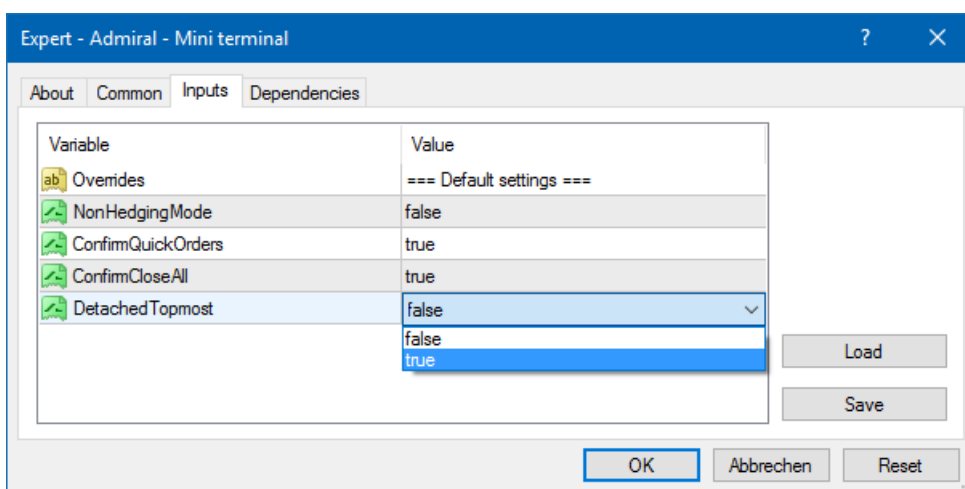 Expert - Admiral - Mini terminal ?
About Common Inputs Dependencies
Variable Value
ab Overrides === Default settings ===
NonHedgingMode false
ConfirmQuickOrders true
ConfirmCloseAll true
DetachedTopmost false
false
true
Load
Save
OK Abbrechen Reset